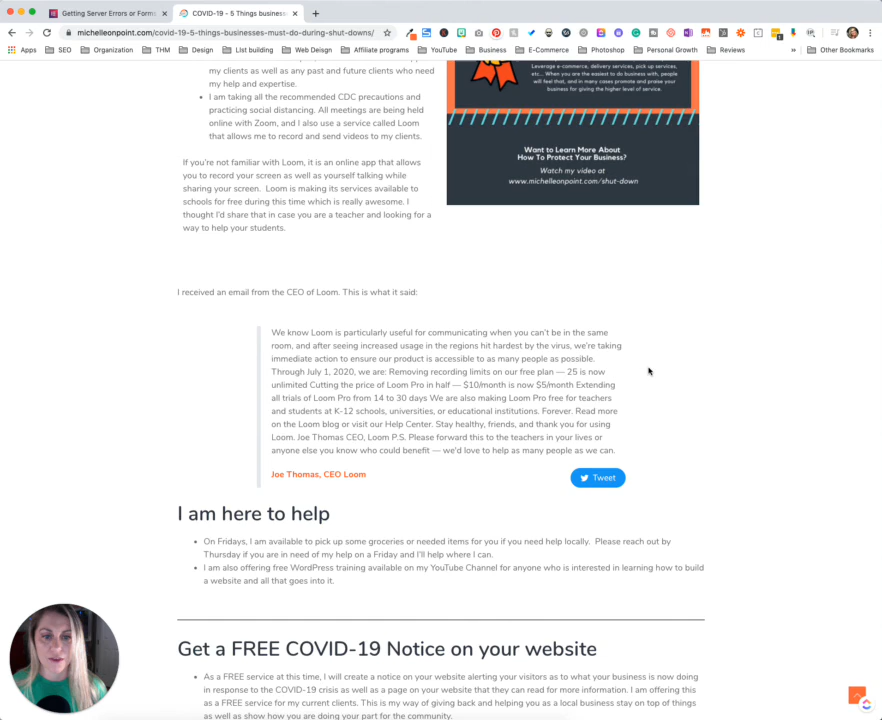 Getting Server Errors or Forms
COVID-19 - 5 Things business
michelleonpoint.com/covid-19-5-things-businesses-must-do-during-shut-downs/
Apps SEO Organization THM Design LIst building Web Deisgn Affiliate programs YouTube Business E-Commerce Photoshop Personal Growth Reviews » Other Bookmarks
my clients as well as any past and future clients who need
my help and expertise.
• I am taking all the recommended CDC precautions and
practicing social distancing. All meetings are being held
online with Zoom, and I also use a service called Loom
that allows me to record and send videos to my clients.
If you're not familiar with Loom, it is an online app that allows
you to record your screen as well as yourself talking while
sharing your screen. Loom is making its services available to
schools for free during this time which is really awesome. I
thought I'd share that in case you are a teacher and looking for a
way to help your students.
Leverage e-commerce, delivery services, pick up services,
etc... When you are the easiest to do business with, people
will feel that, and in many cases promote and praise your
business for giving the higher level of service.
Want to Learn More About
How To Protect Your Business?
Watch my video at
www.michelleonpoint.com/shut-down
I received an email from the CEO of Loom. This is what it said:
We know Loom is particularly useful for communicating when you can't be in the same
room, and after seeing increased usage in the regions hit hardest by the virus, we're taking
immediate action to ensure our product is accessible to as many people as possible.
Through July 1, 2020, we are: Removing recording limits on our free plan — 25 is now
unlimited Cutting the price of Loom Pro in half — $10/month is now $5/month Extending
all trials of Loom Pro from 14 to 30 days We are also making Loom Pro free for teachers
and students at K-12 schools, universities, or educational institutions. Forever. Read more
on the Loom blog or visit our Help Center. Stay healthy, friends, and thank you for using
Loom. Joe Thomas CEO, Loom P.S. Please forward this to the teachers in your lives or
anyone else you know who could benefit — we'd love to help as many people as we can.
Joe Thomas, CEO Loom
Tweet
I am here to help
• On Fridays, I am available to pick up some groceries or needed items for you if you need help locally. Please reach out by
Thursday if you are in need of my help on a Friday and I'll help where I can.
• I am also offering free WordPress training available on my YouTube Channel for anyone who is interested in learning how to build
a website and all that goes into it.
Get a FREE COVID-19 Notice on your website
• As a FREE service at this time, I will create a notice on your website alerting your visitors as to what your business is now doing
in response to the COVID-19 crisis as well as a page on your website that they can read for more information. I am offering this
as a FREE service for my current clients. This is my way of giving back and helping you as a local business stay on top of things
as well as show how you are doing your part for the community.